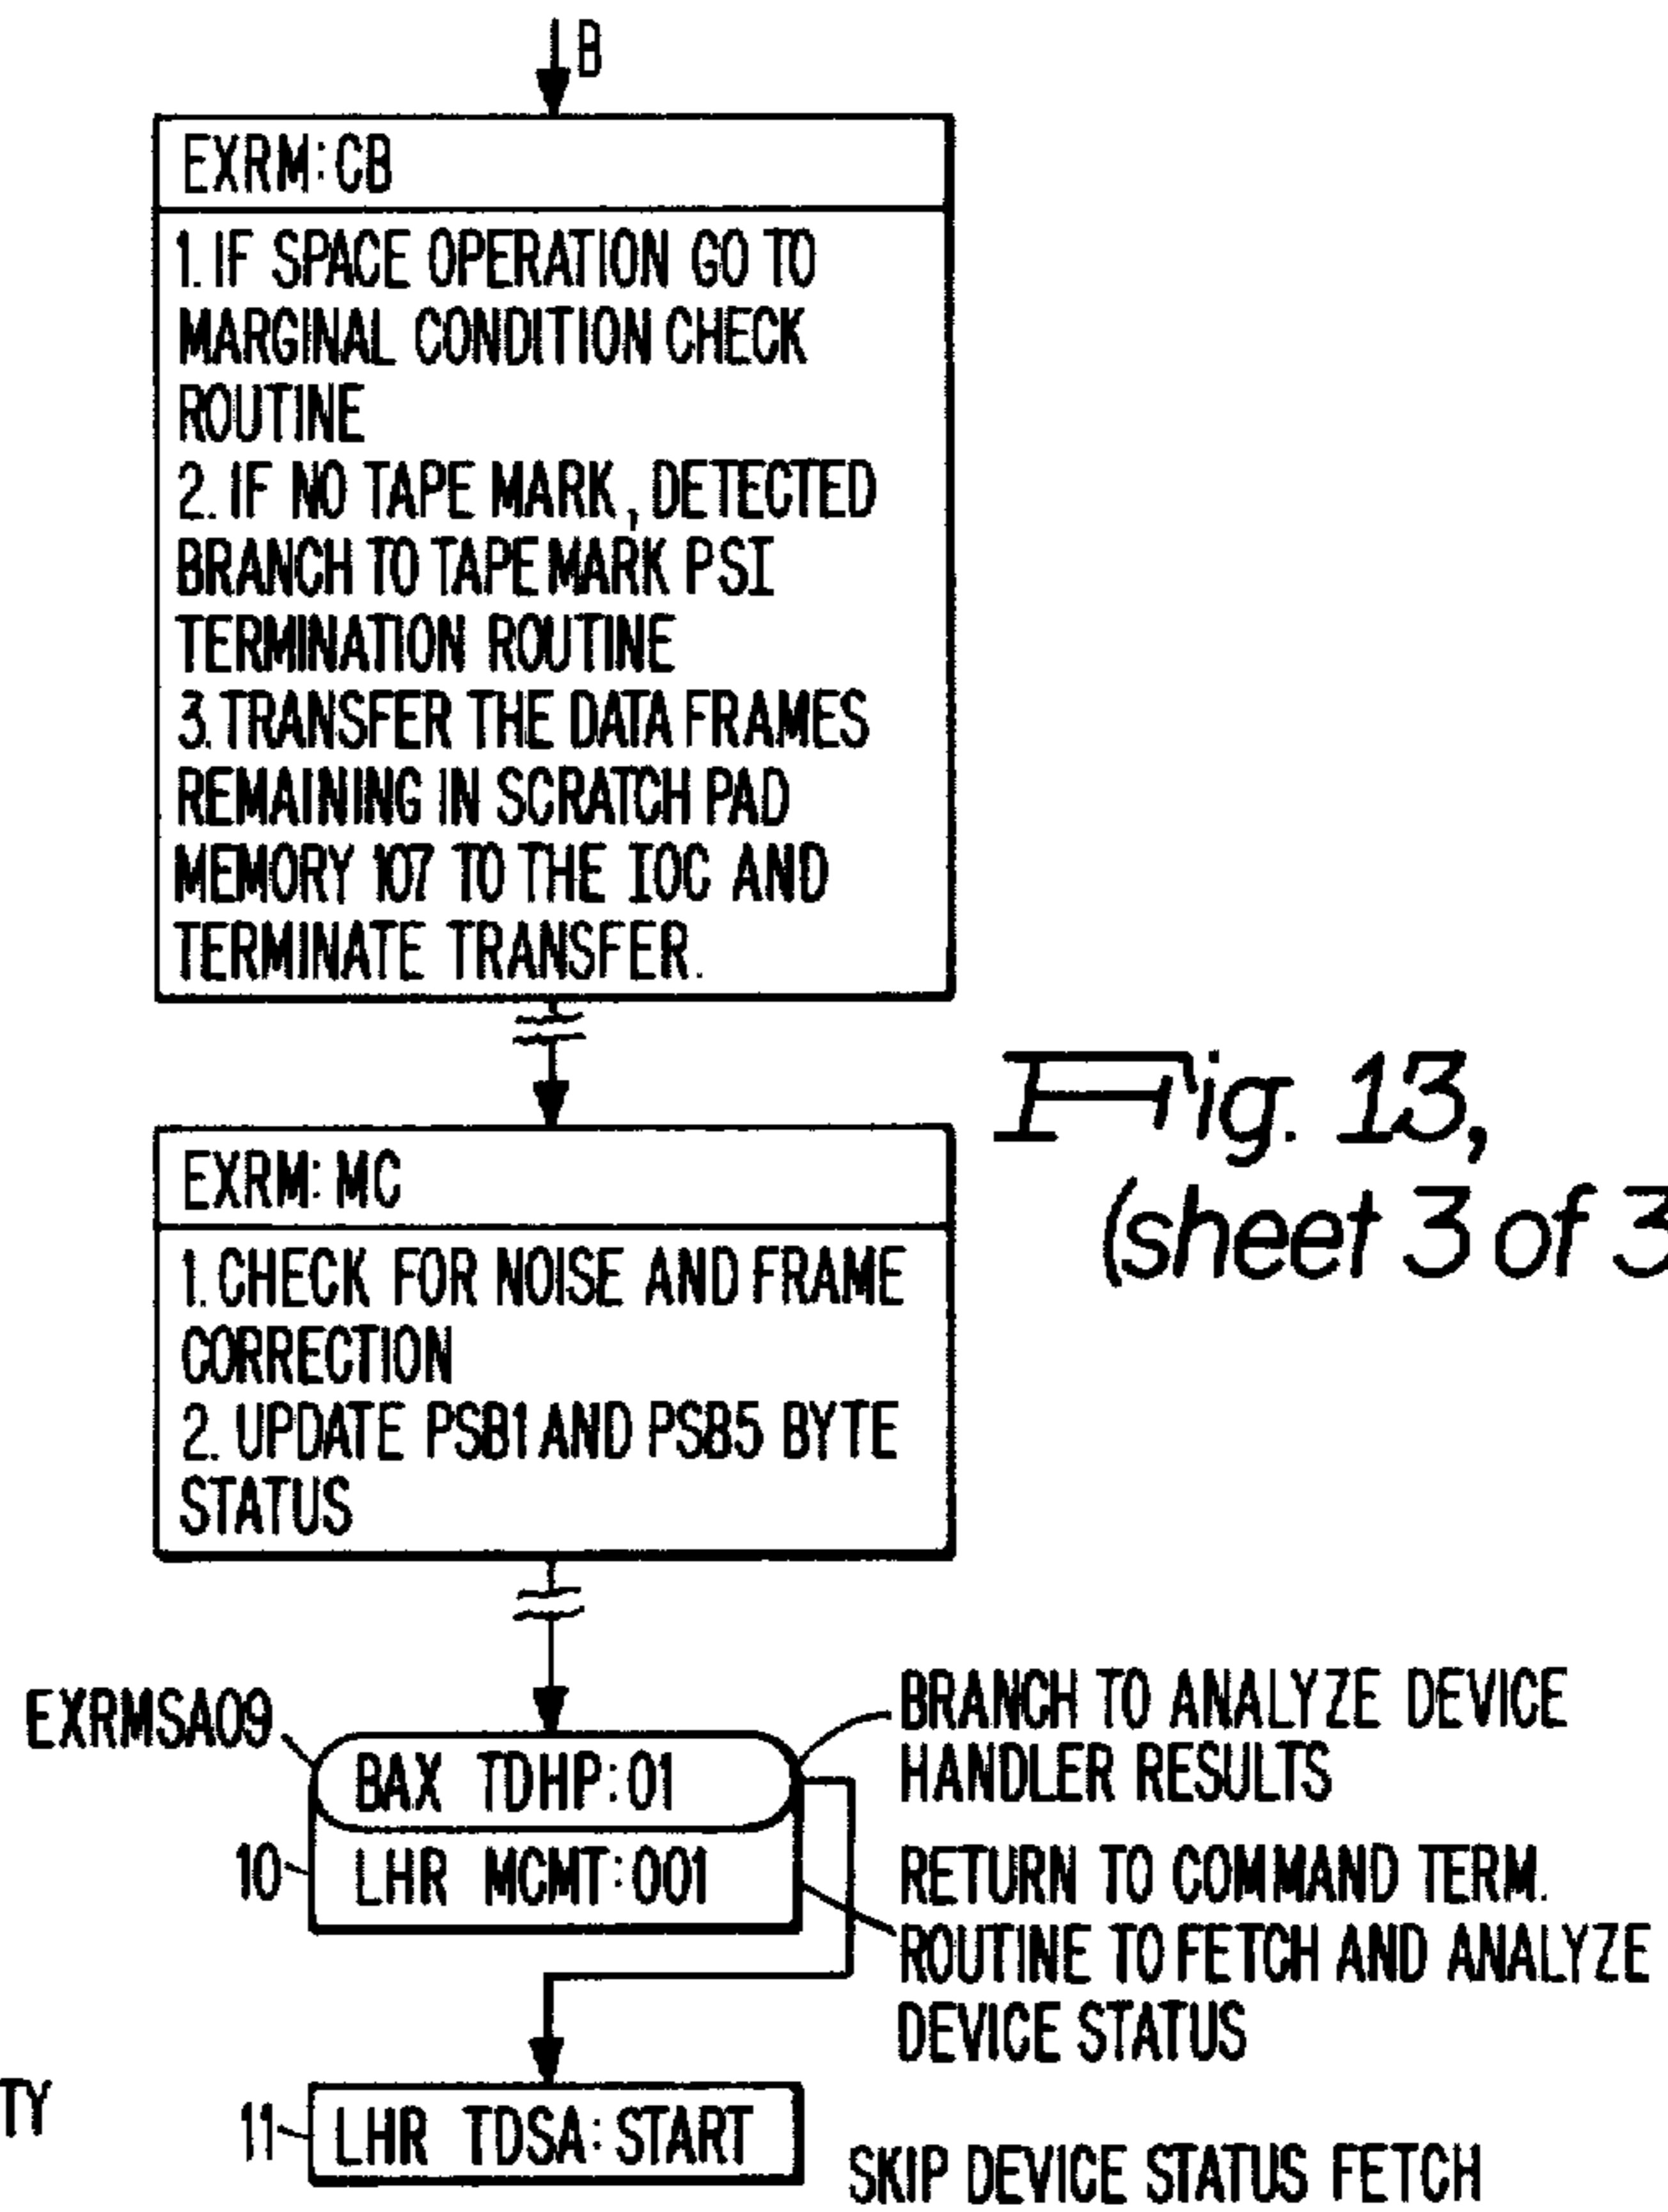 B
EXRM:CB
1. IF SPACE OPERATION GO TO
MARGINAL CONDITION CHECK
ROUTINE
2. IF NO TAPE MARK, DETECTED
BRANCH TO TAPE MARK PSI
TERMINATION ROUTINE
3. TRANSFER THE DATA FRAMES
REMAINING IN SCRATCH PAD
MEMORY 107 TO THE IOC AND
TERMINATE TRANSFER.
Fig. 13,
(sheet 3 of 3
EXRM: MC
1. CHECK FOR NOISE AND FRAME
CORRECTION
2. UPDATE PSB1 AND PSB5 BYTE
STATUS
EXRMSA09
BAX TDHP:01
BRANCH TO ANALYZE DEVICE
HANDLER RESULTS
10
LHR MCMT:001
RETURN TO COMMAND TERM.
ROUTINE TO FETCH AND ANALYZE
DEVICE STATUS
TY
11
LHR TDSA: START
SKIP DEVICE STATUS FETCH